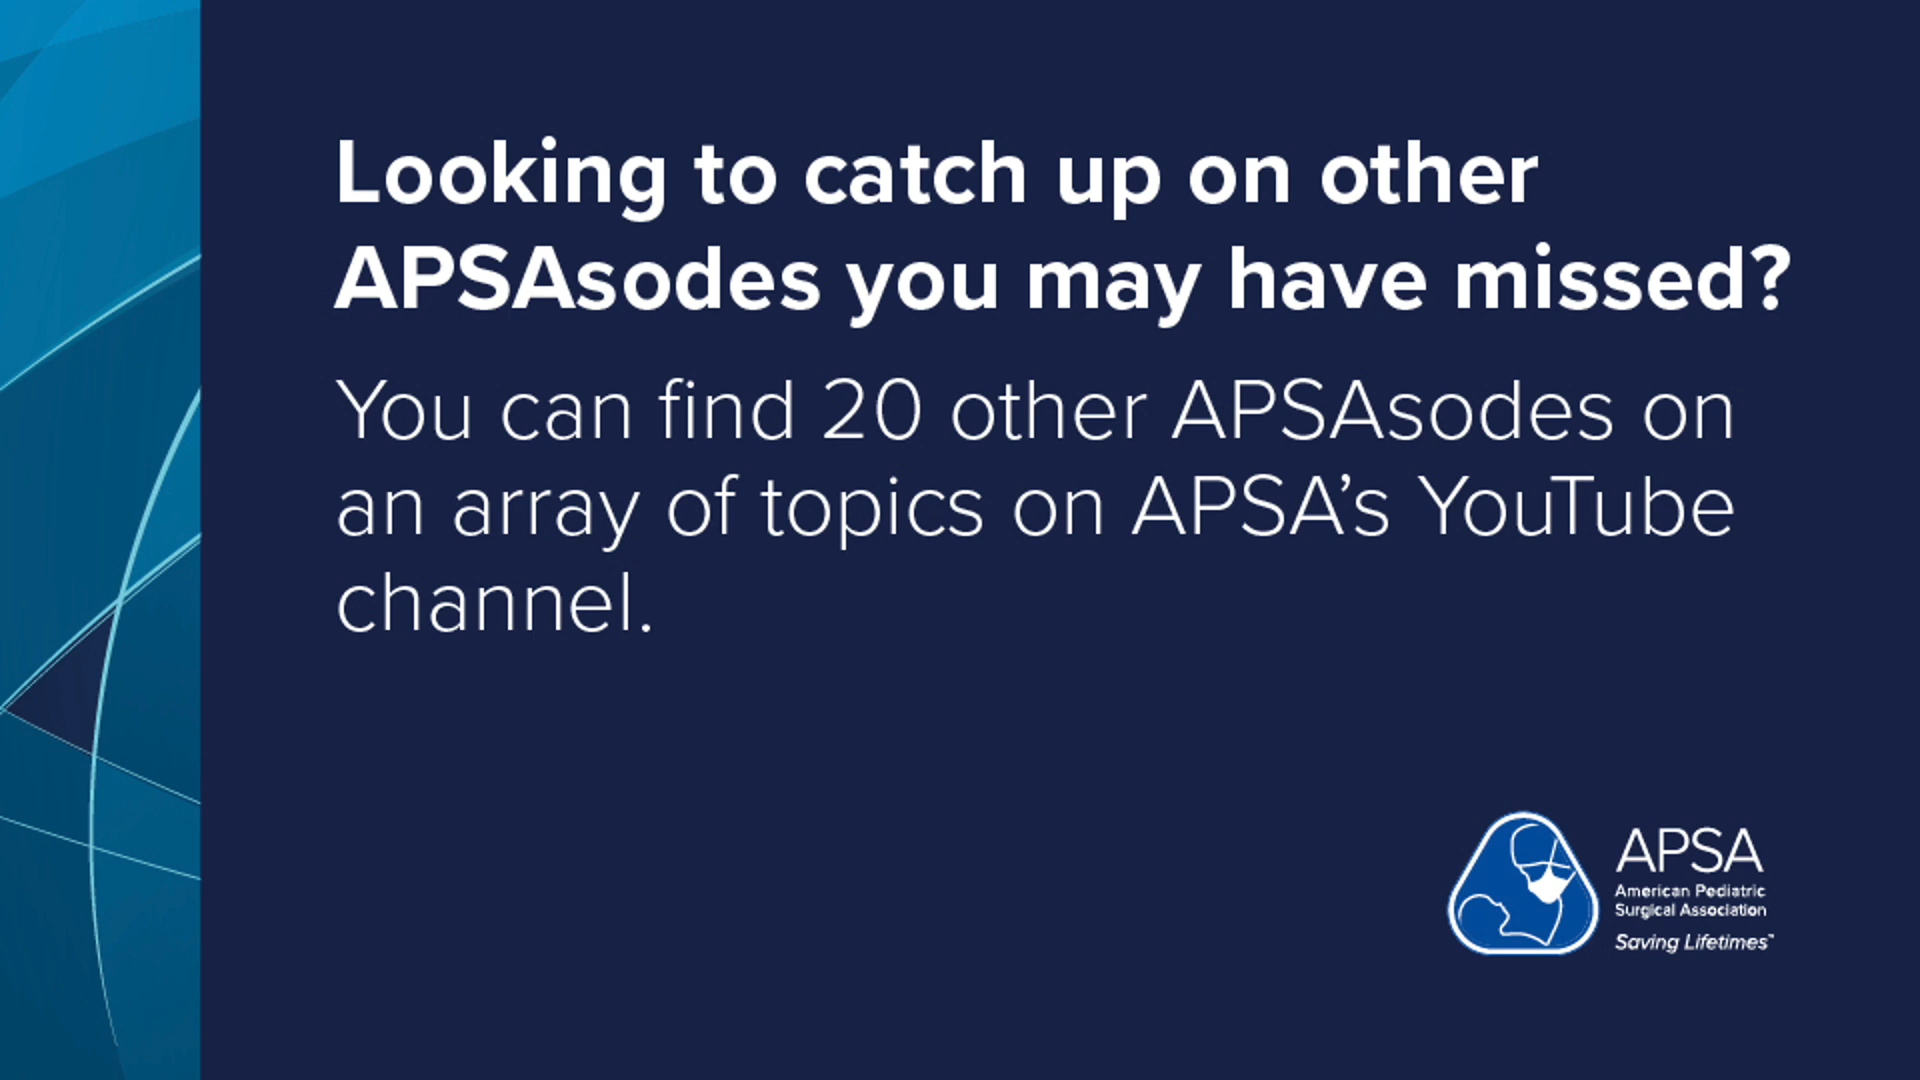 Looking to catch up on other
APSAsodes you may have missed?
You can find 20 other APSAsodes on
an array of topics on APSA’s YouTube
channel.
APSA
American Pediatric
Surgical Association
Saving Lifetimes™